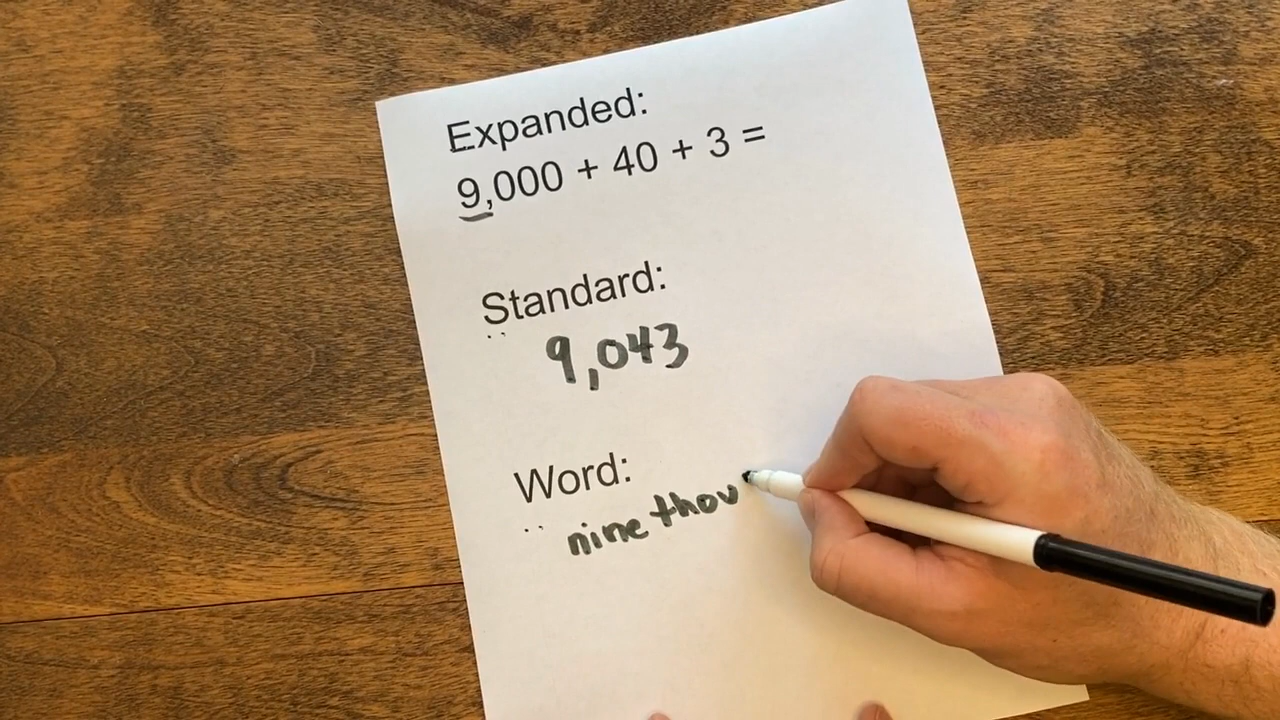 Expanded:
9,000 + 40 + 3 =
Standard:
9,043
Word:
nine thou